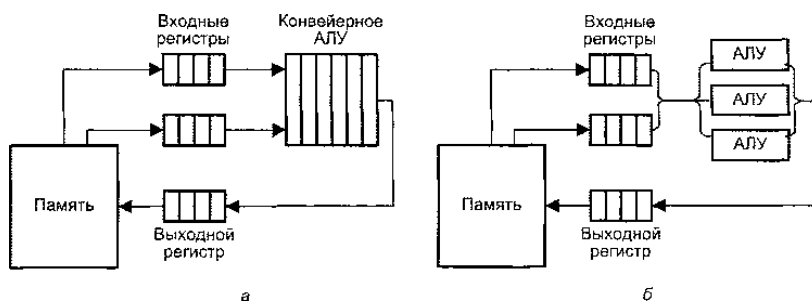 Входные
регистры
Конвейерное
АЛУ
Память
Выходной
регистр
а
Входные
регистры
АЛУ
АЛУ
АЛУ
Память
Выходной
регистр
б